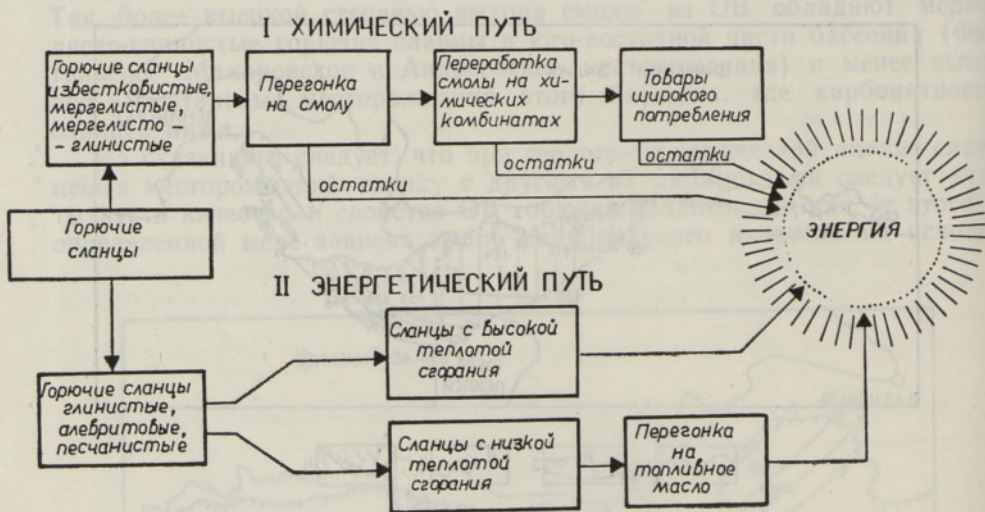 I ХИМИЧЕСКИЙ ПУТЬ
Горючие сланцы
известковистые,
мергелистые,
мергелисто -
- глинистые
Перегонка
на смолу
Переработка
смолы на хи-
мических
комбинатах
Товары
широкого
потребления
остатки
остатки
остатки
Горючие
сланцы
ЭНЕРГИЯ
II ЭНЕРГЕТИЧЕСКИЙ ПУТЬ
Горючие сланцы
глинистые,
алевритовые,
песчанистые
Сланцы с высокой
теплотой
сгорания
Сланцы с низкой
теплотой
сгорания
Перегонка
на
топливное
масло